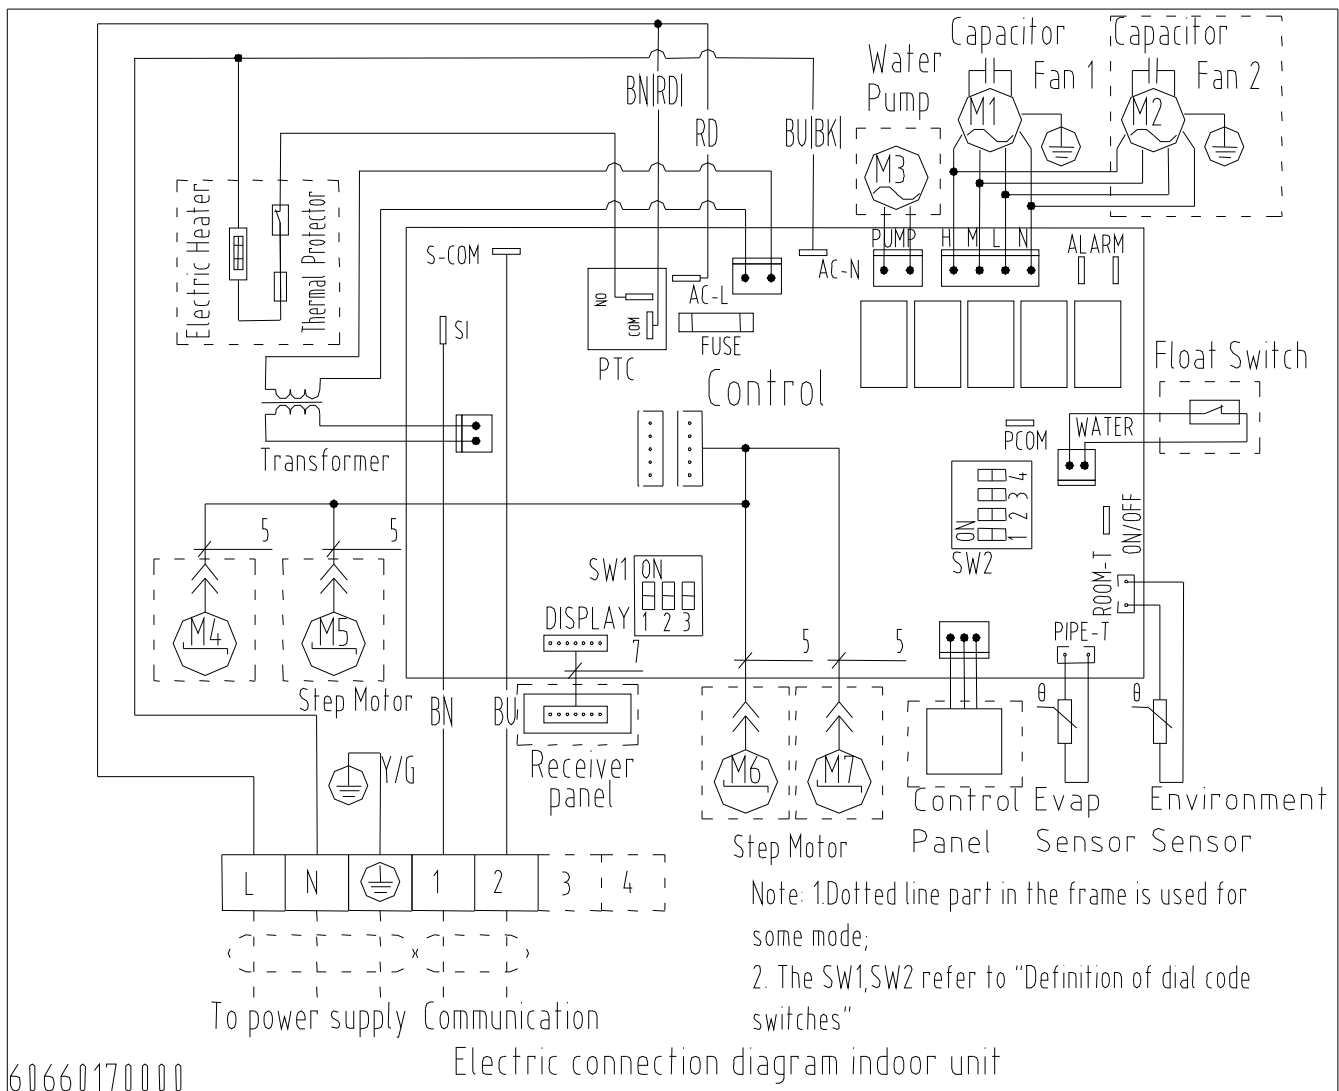 Capacitor
Capacitor
Water
Pump
Fan 1
Fan 2
M1
M2
M3
BN|RD|
RD
BU|BK|
Electric Heater
Thermal Protector
S-COM
PUMP
H M L N
ALARM
AC-N
AC-L
NO
COM
S1
FUSE
PTC
Control
Float Switch
PCOM
WATER
Transformer
ON
1 2 3 4
SW2
ON/OFF
ROOM-T
5
5
SW1
ON
1 2 3
DISPLAY
7
M4
M5
Step Motor
PIPE-T
5
5
θ
θ
BN
BU
Y/G
Receiver
panel
M6
M7
Step Motor
Control
Panel
Evap
Sensor
Environment
Sensor
L N 1 2 3 4
To power supply
Communication
Note: 1.Dotted line part in the frame is used for
some mode;
2. The SW1,SW2 refer to "Definition of dial code
switches"
Electric connection diagram indoor unit
60660170000